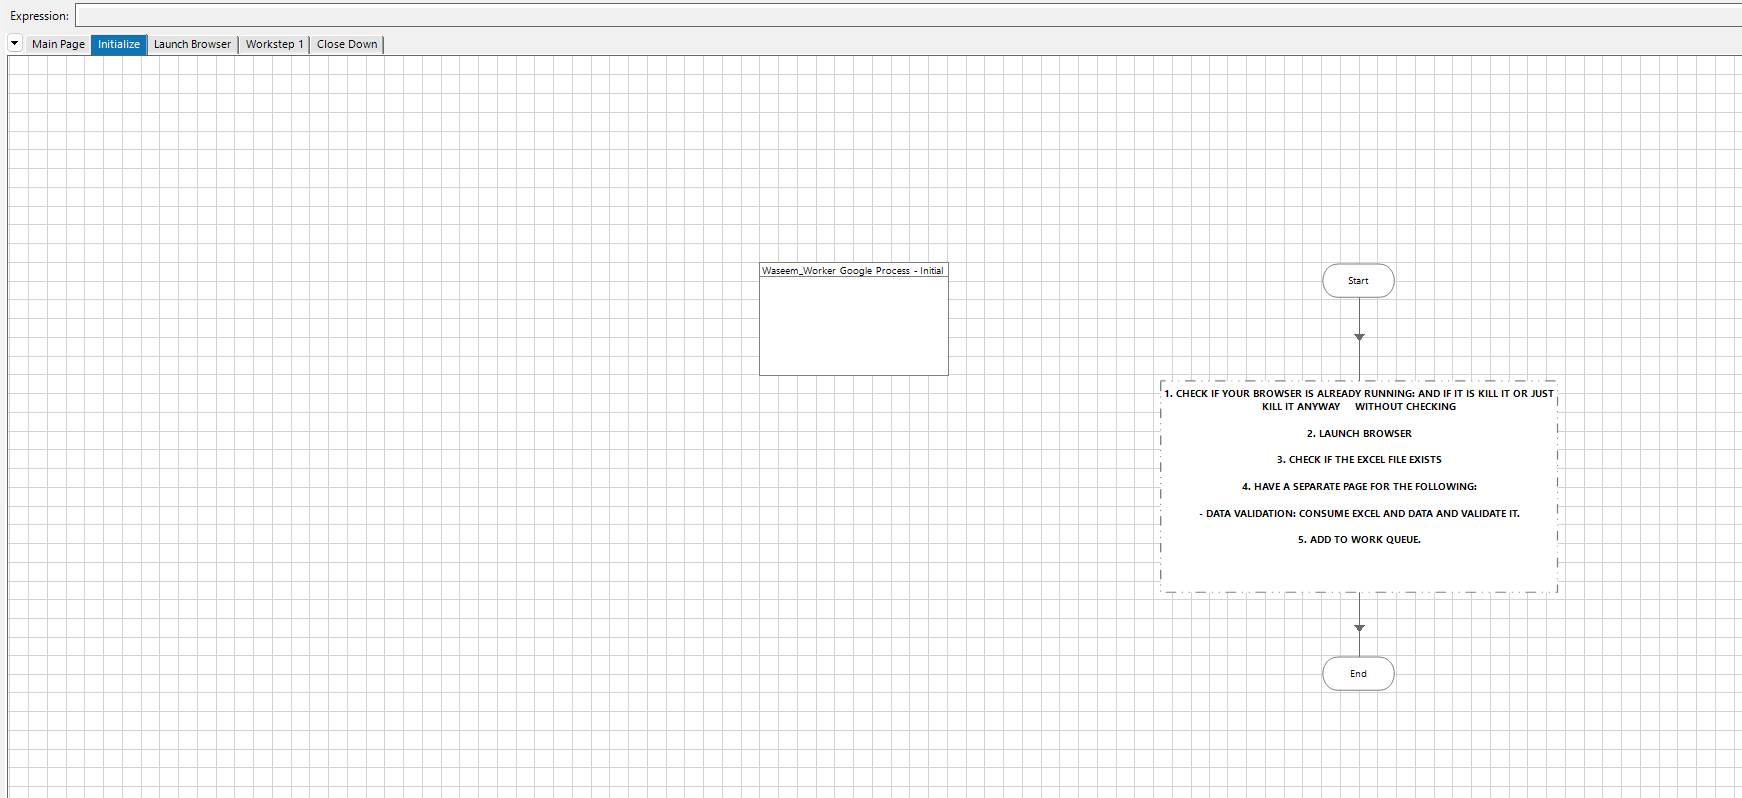 Expression:
Main Page
Initialize
Launch Browser
Workstep 1
Close Down
Waseem_Worker Google Process - Initial
Start
1. CHECK IF YOUR BROWSER IS ALREADY RUNNING: AND IF IT IS KILL IT OR JUST
KILL IT ANYWAY WITHOUT CHECKING
2. LAUNCH BROWSER
3. CHECK IF THE EXCEL FILE EXISTS
4. HAVE A SEPARATE PAGE FOR THE FOLLOWING:
- DATA VALIDATION: CONSUME EXCEL AND DATA AND VALIDATE IT.
5. ADD TO WORK QUEUE.
End